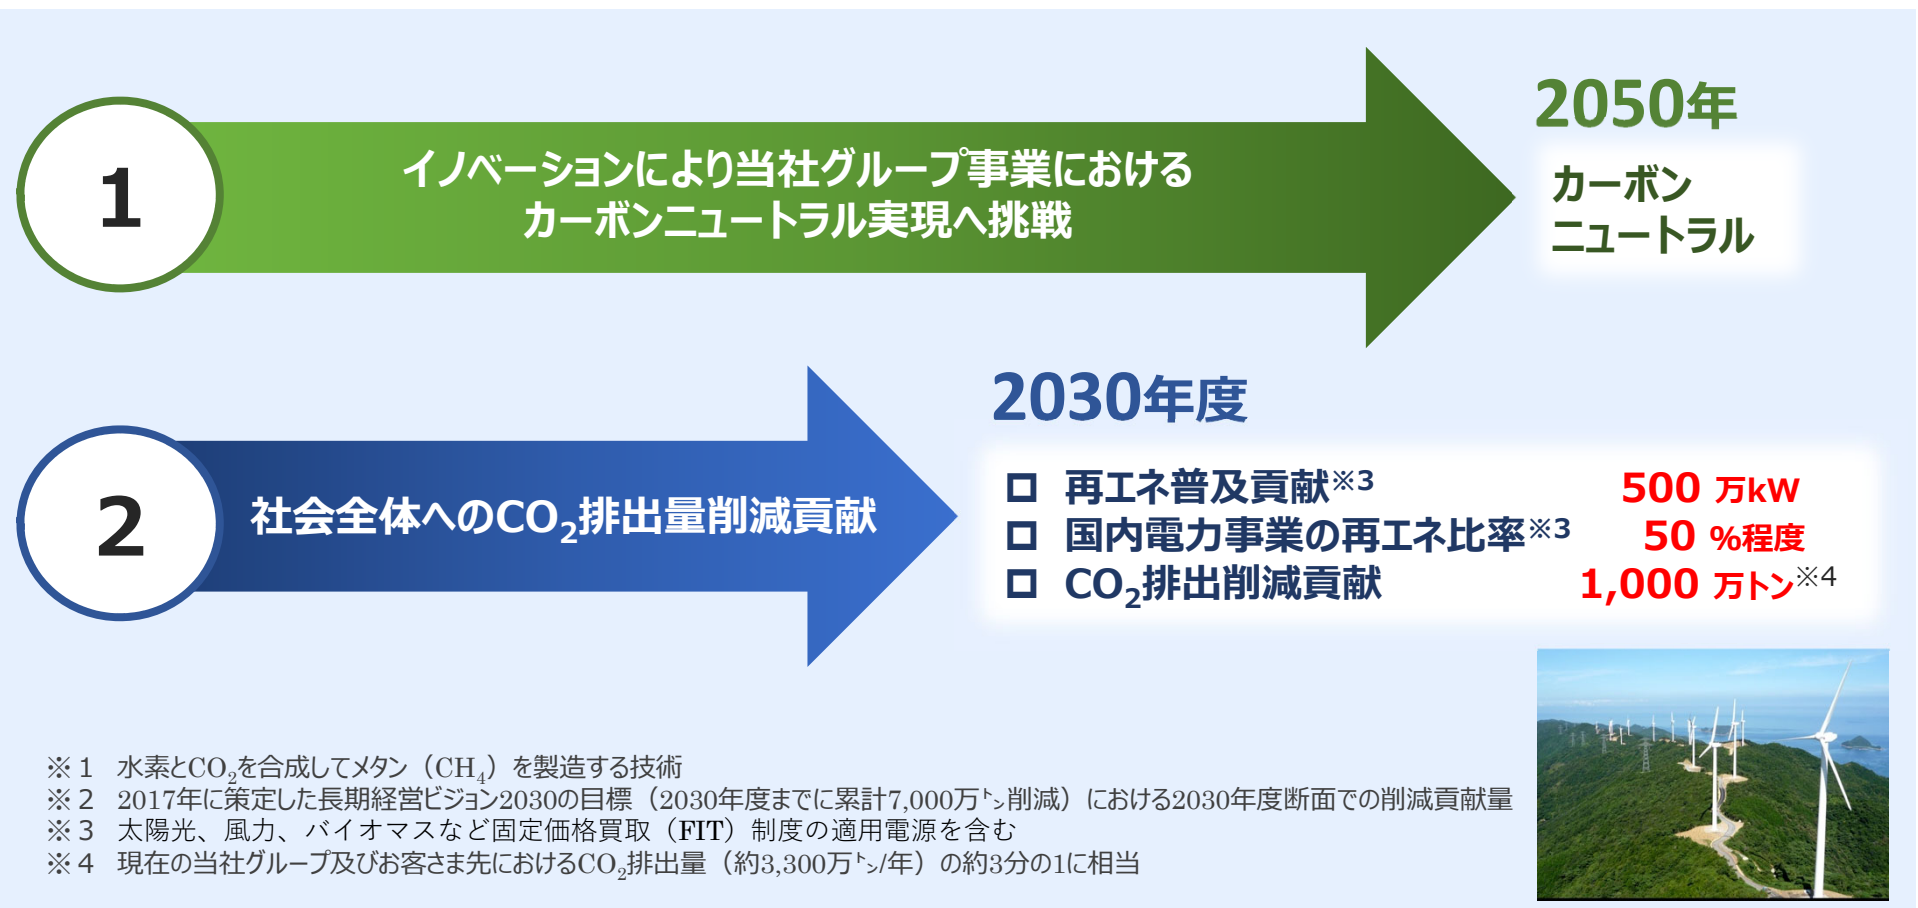 1
イノベーションにより当社グループ事業における
カーボンニュートラル実現へ挑戦
2050年
カーボン
ニュートラル
2
社会全体へのCO₂排出量削減貢献
2030年度
再エネ普及貢献※3 500 万kW
国内電力事業の再エネ比率※3 50 %程度
CO₂排出削減貢献 1,000 万トン※4
※1 水素とCO₂を合成してメタン（CH₄）を製造する技術
※2 2017年に策定した長期経営ビジョン2030の目標（2030年度までに累計7,000万㌧削減）における2030年度断面での削減貢献量
※3 太陽光、風力、バイオマスなど固定価格買取（FIT）制度の適用電源を含む
※4 現在の当社グループ及びお客さま先におけるCO₂排出量（約3,300万㌧/年）の約3分の1に相当